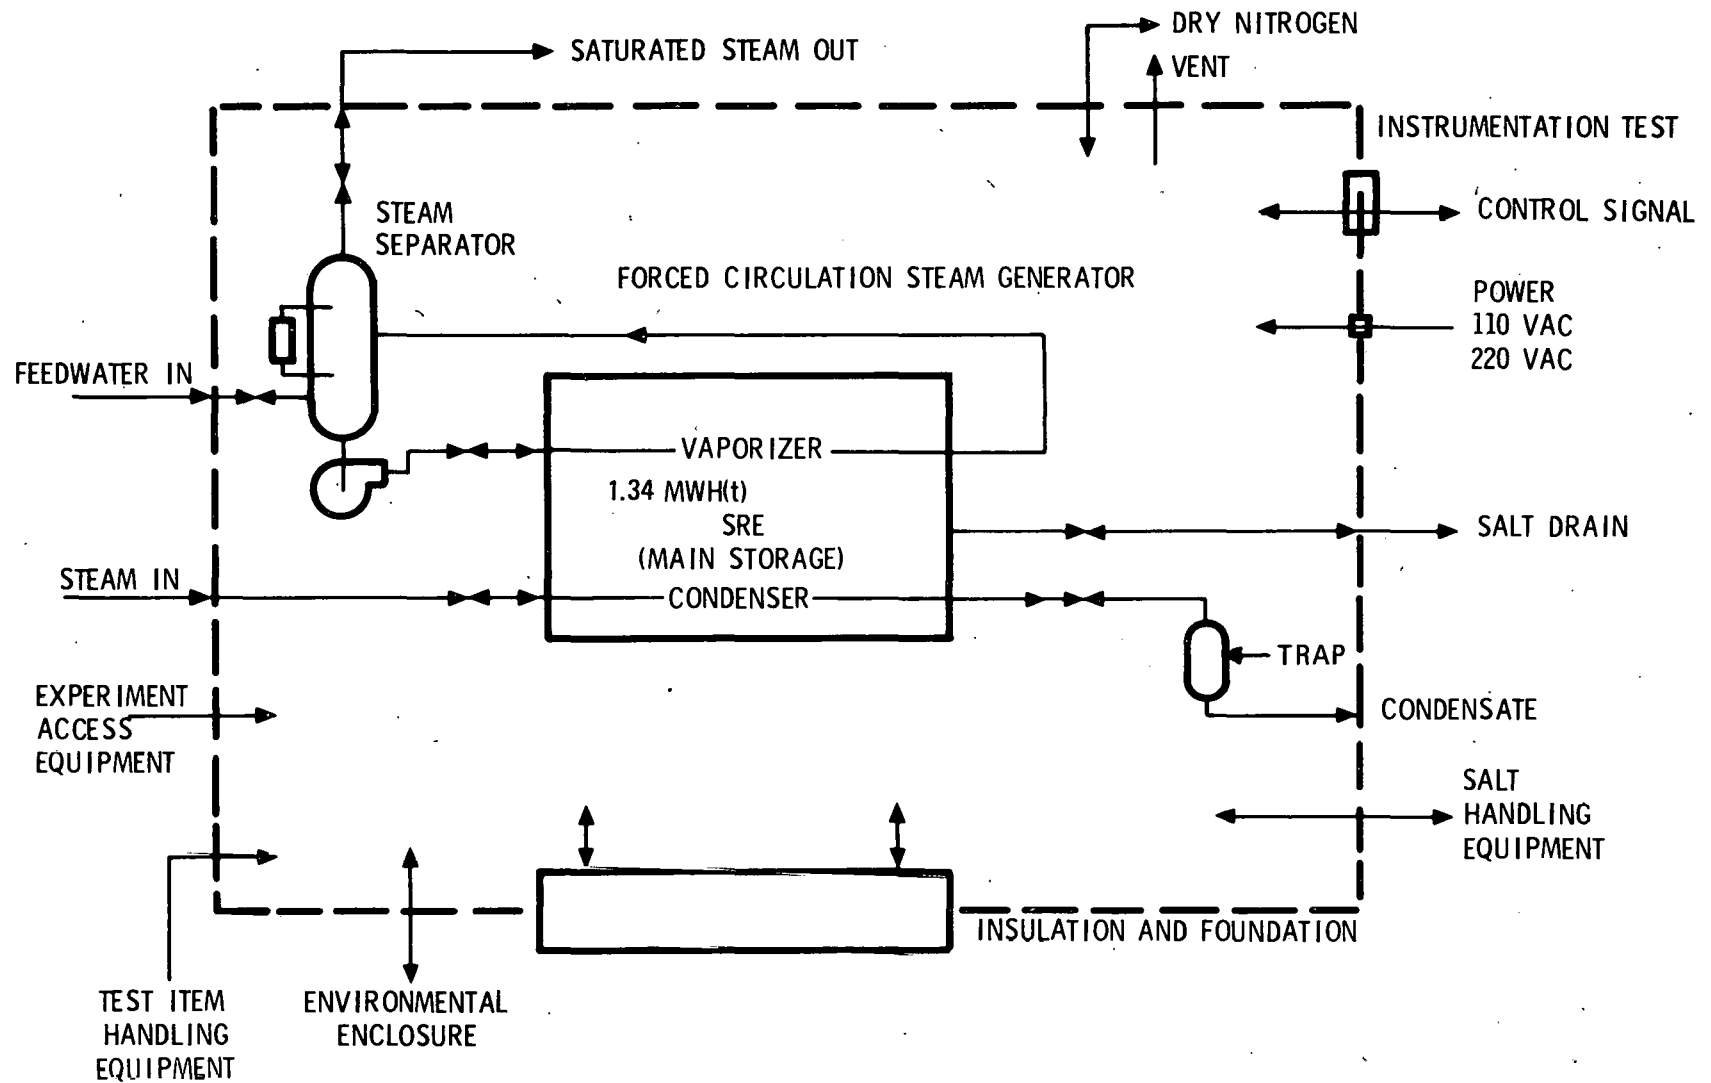 DRY NITROGEN
SATURATED STEAM OUT
VENT
INSTRUMENTATION TEST
STEAM
SEPARATOR
CONTROL SIGNAL
FORCED CIRCULATION STEAM GENERATOR
POWER
110 VAC
220 VAC
FEEDWATER IN
VAPORIZER
1.34 MWH(t)
SRE
(MAIN STORAGE)
CONDENSER
SALT DRAIN
STEAM IN
TRAP
EXPERIMENT
ACCESS
EQUIPMENT
CONDENSATE
SALT
HANDLING
EQUIPMENT
INSULATION AND FOUNDATION
TEST ITEM
HANDLING
EQUIPMENT
ENVIRONMENTAL
ENCLOSURE